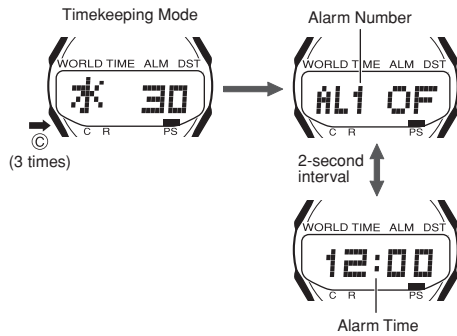 Timekeeping Mode
WORLD TIME ALM DST
水 30
C R PS
Ⓒ
(3 times)
Alarm Number
WORLD TIME ALM DST
AL1 OF
C R PS
2-second
interval
WORLD TIME ALM DST
12:00
C R PS
Alarm Time